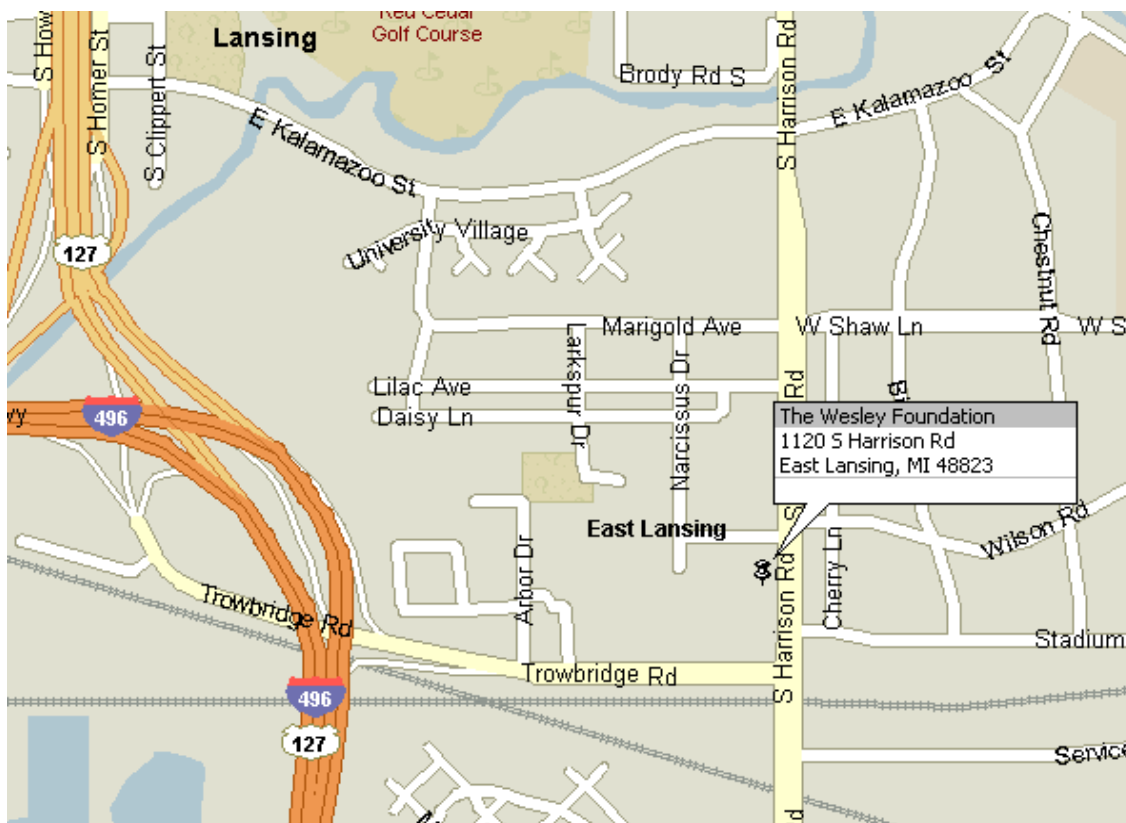 Red Cedar
Golf Course
Lansing
S How
S Homer St
S Clippert St
Brody Rd S
S Harrison Rd
E Kalamazoo St
E Kalamazoo St
127
University Village
Chestnut Rd
Marigold Ave
W Shaw Ln
W S
Larkspur Dr
Narcissus Dr
Lilac Ave
Daisy Ln
Rd
Bi
wy
496
The Wesley Foundation
1120 S Harrison Rd
East Lansing, MI 48823
S
East Lansing
Wilson Rd
Arbor Dr
Cherry Ln
S Harrison Rd
Trowbridge Rd
Stadium
Trowbridge Rd
496
127
Service
d